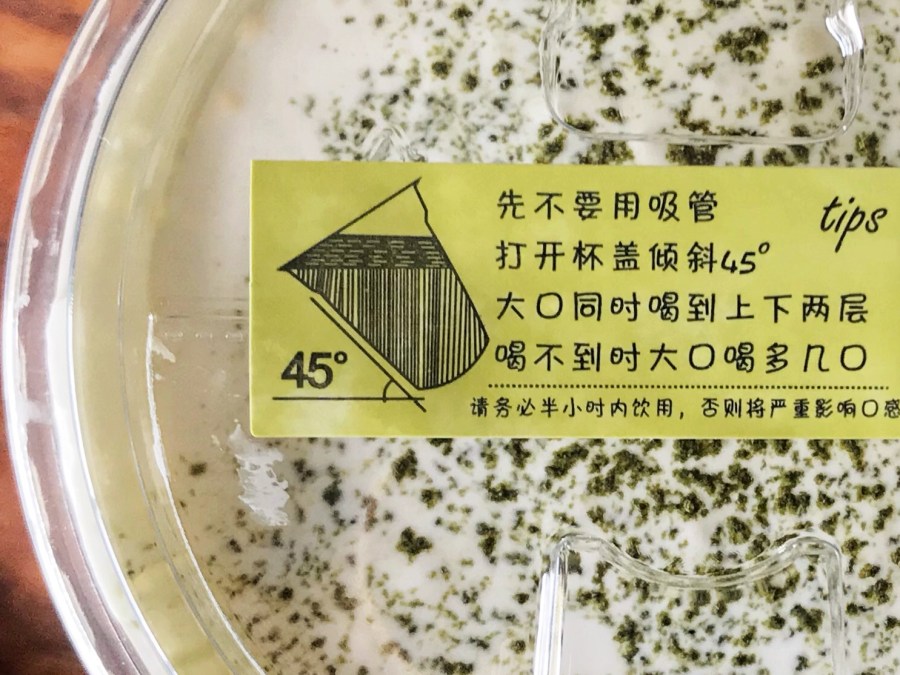 先不要用吸管
tips
打开杯盖倾斜45°
大口同时喝到上下两层
喝不到时大口喝多几口
45°
请务必半小时内饮用，否则将严重影响口感